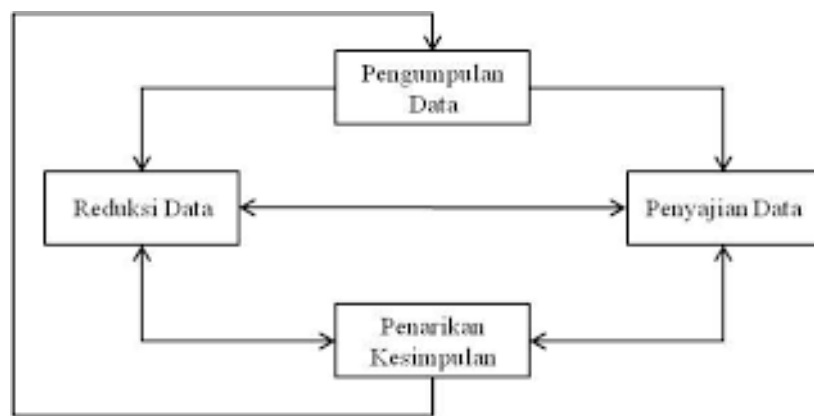 Pengumpulan
Data
Reduksi Data
Penyajian Data
Penarikan
Kesimpulan